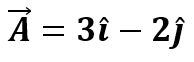 A⃗ = 3î − 2ĵ